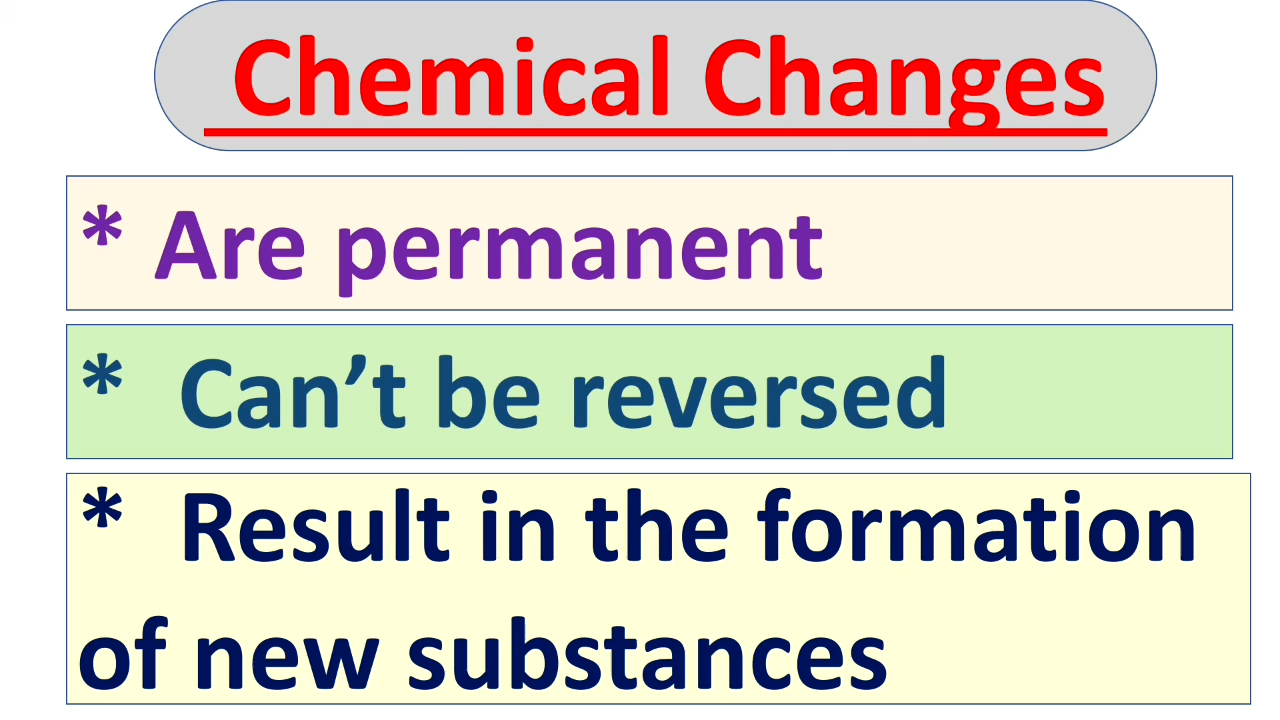 Chemical Changes
* Are permanent
* Can’t be reversed
* Result in the formation
of new substances